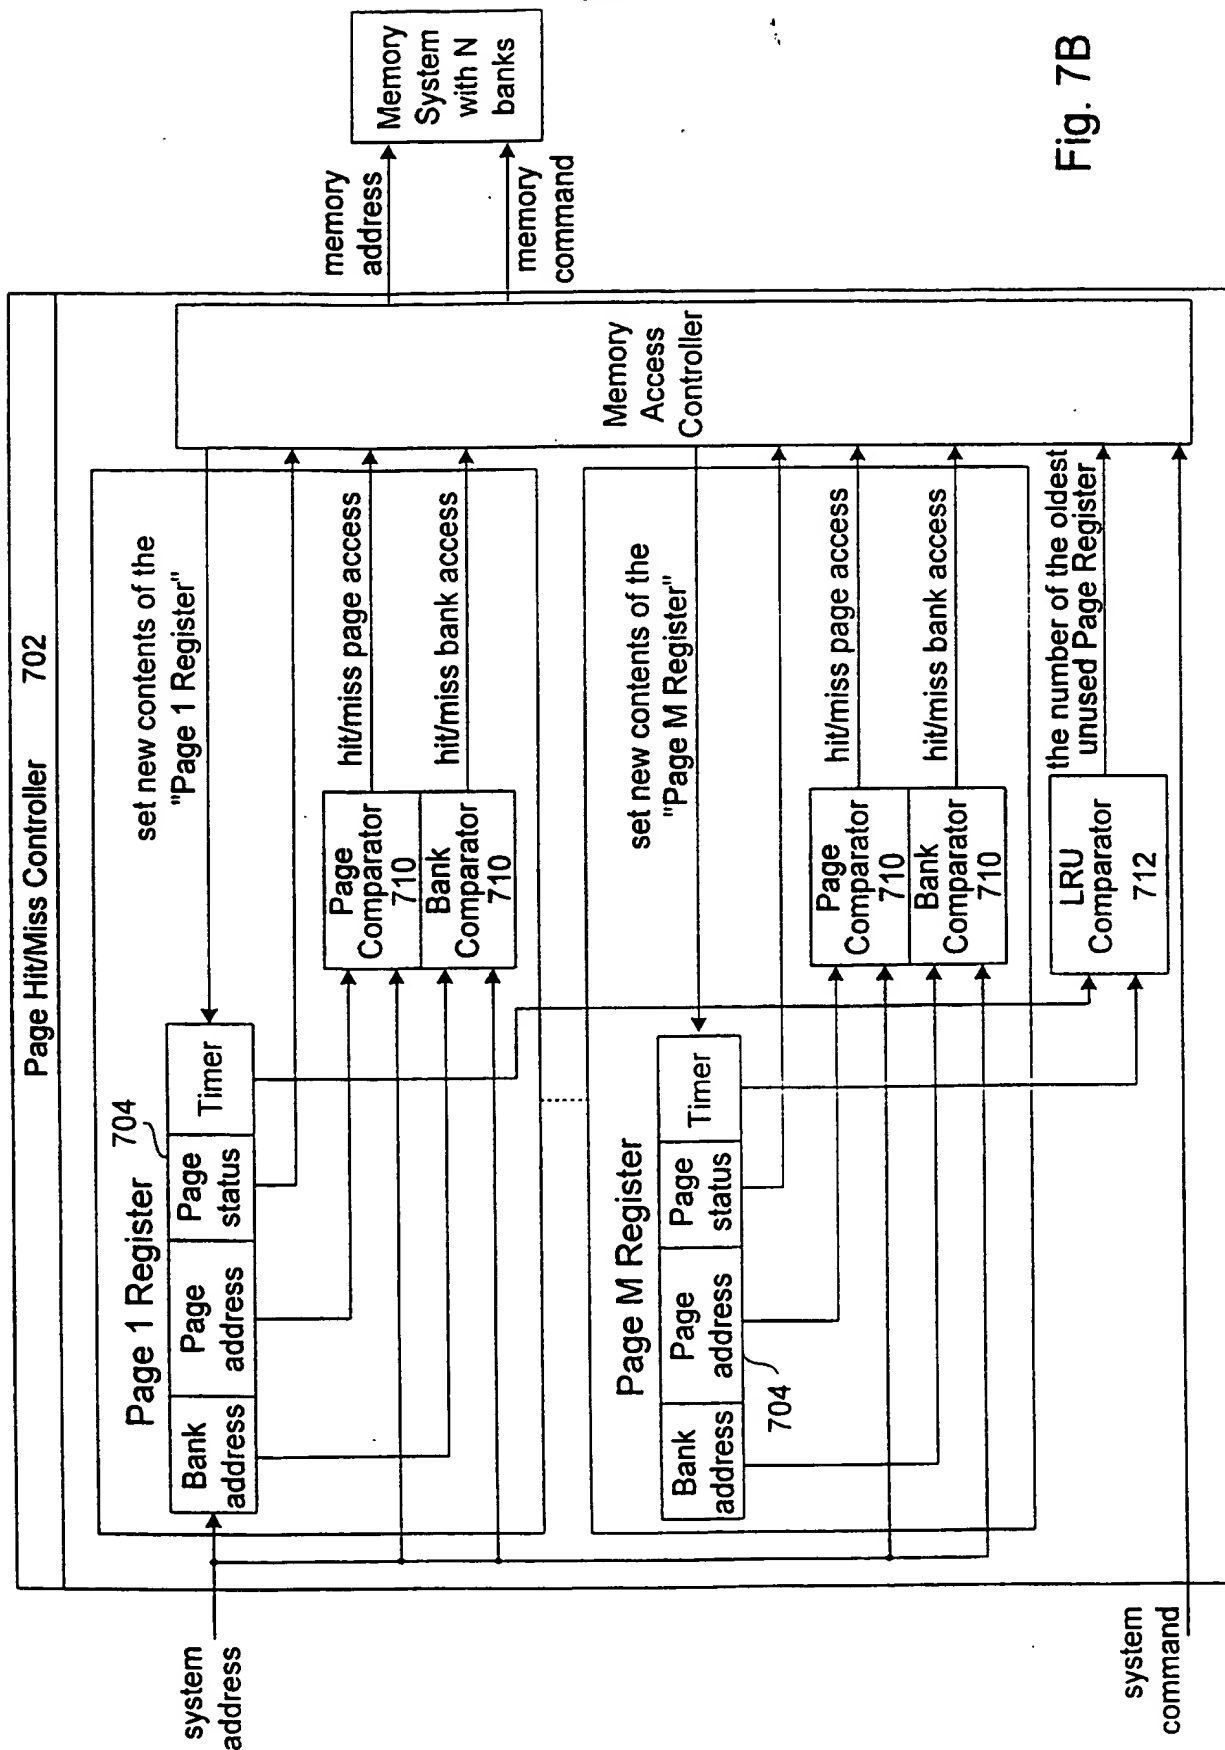 Page Hit/Miss Controller 702
system
address
Page 1 Register
704
Bank
address
Page
address
Page
status
Timer
set new contents of the
"Page 1 Register"
Page
Comparator
710
Bank
Comparator
710
hit/miss page access
hit/miss bank access
Page M Register
Bank
address
Page
address
Page
status
Timer
704
set new contents of the
"Page M Register"
Page
Comparator
710
Bank
Comparator
710
hit/miss page access
hit/miss bank access
LRU
Comparator
712
the number of the oldest
unused Page Register
system
command
Memory
Access
Controller
memory
address
memory
command
Memory
System
with N
banks
Fig. 7B